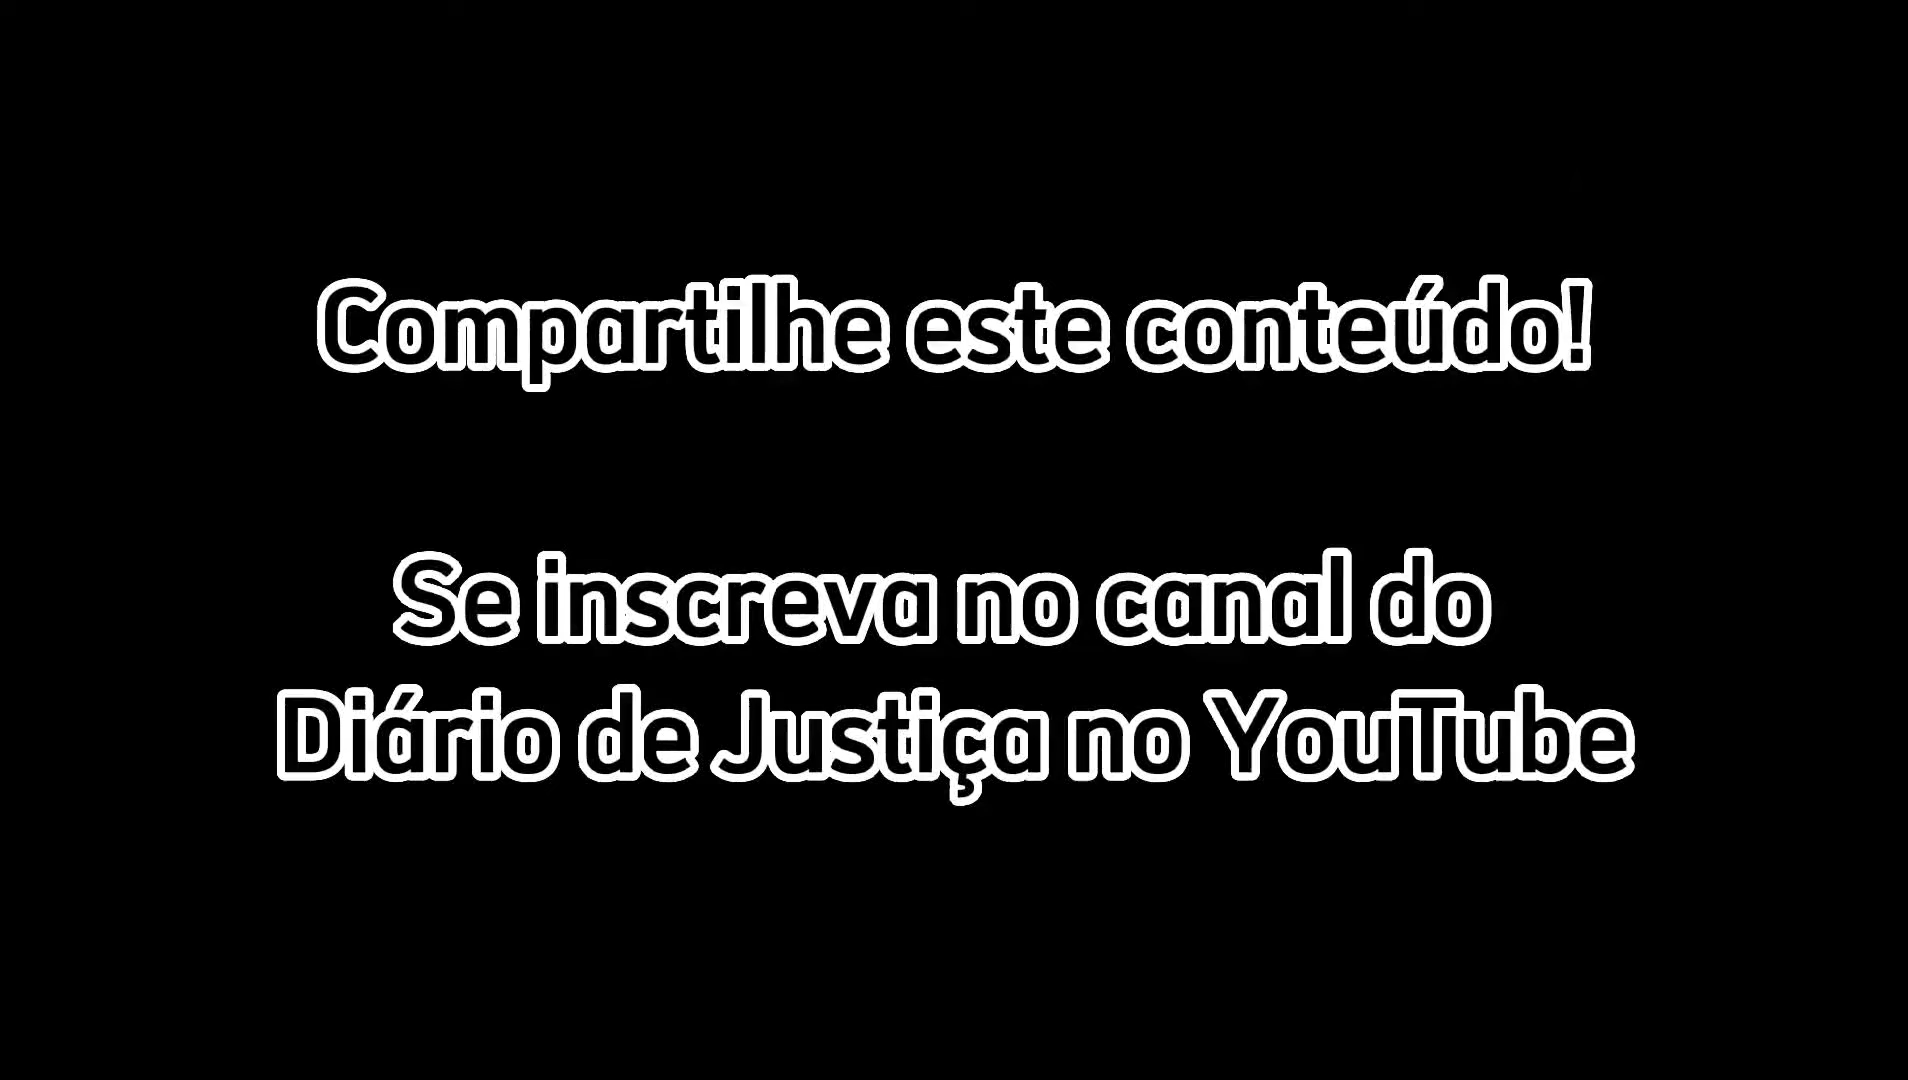 Compartilhe este conteúdo!
Se inscreva no canal do
Diário de Justiça no YouTube